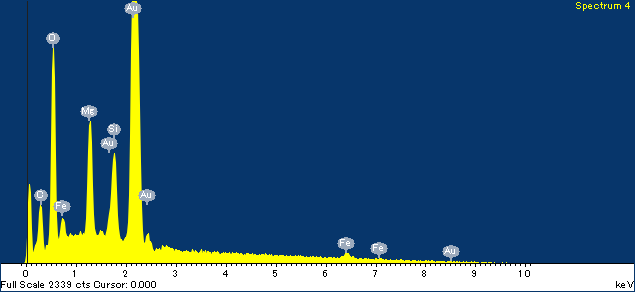 Spectrum 4
Au
O
Mg
Si
Au
C
Fe
Au
Fe
Fe
Au
0 1 2 3 4 5 6 7 8 9 10
Full Scale 2339 cts Cursor: 0.000 keV